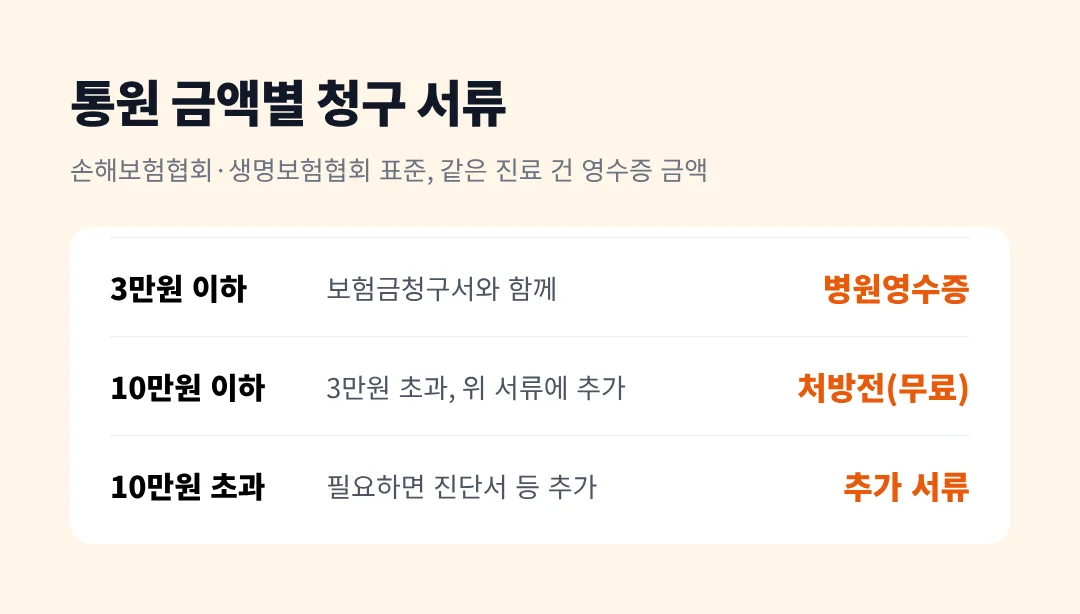 통원 금액별 청구 서류
손해보험협회·생명보험협회 표준, 같은 진료 건 영수증 금액
3만원 이하 보험금청구서와 함께 병원영수증
10만원 이하 3만원 초과, 위 서류에 추가 처방전(무료)
10만원 초과 필요하면 진단서 등 추가 추가 서류